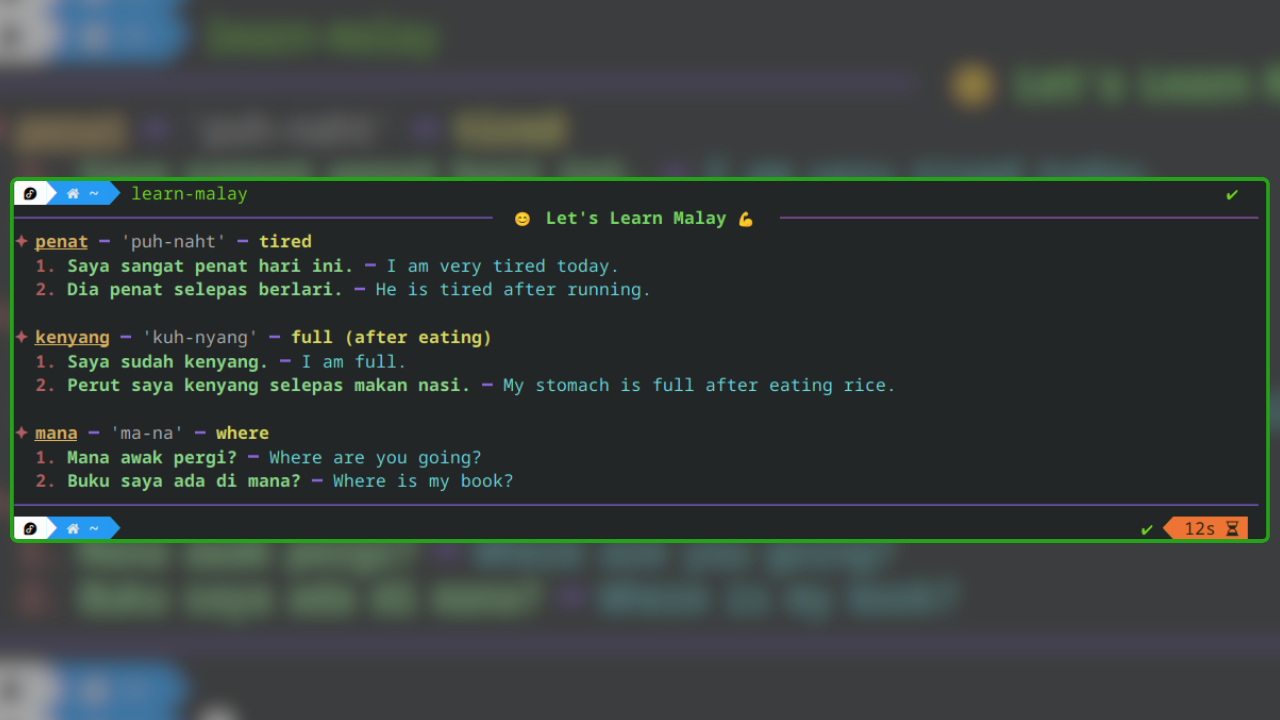 ~ learn-malay ✔
😊 Let's Learn Malay 💪
✦ penat — 'puh-naht' — tired
1. Saya sangat penat hari ini. — I am very tired today.
2. Dia penat selepas berlari. — He is tired after running.
✦ kenyang — 'kuh-nyang' — full (after eating)
1. Saya sudah kenyang. — I am full.
2. Perut saya kenyang selepas makan nasi. — My stomach is full after eating rice.
✦ mana — 'ma-na' — where
1. Mana awak pergi? — Where are you going?
2. Buku saya ada di mana? — Where is my book?
~ ✔ 12s ⏳